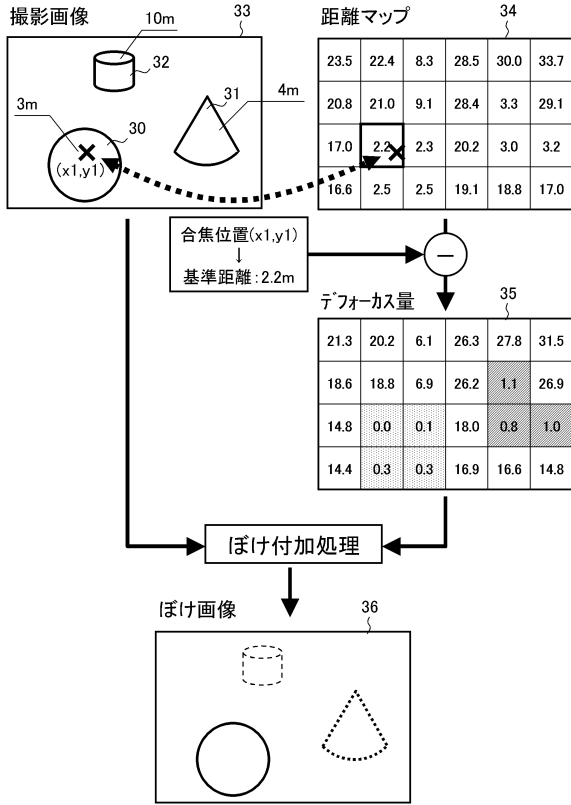 撮影画像
33
10m
32
31
4m
3m
30
(x1,y1)
距離マップ
34
23.5 22.4 8.3 28.5 30.0 33.7
20.8 21.0 9.1 28.4 3.3 29.1
17.0 2.2 2.3 20.2 3.0 3.2
16.6 2.5 2.5 19.1 18.8 17.0
合焦位置(x1,y1)
↓
基準距離:2.2m
−
デフォーカス量
35
21.3 20.2 6.1 26.3 27.8 31.5
18.6 18.8 6.9 26.2 1.1 26.9
14.8 0.0 0.1 18.0 0.8 1.0
14.4 0.3 0.3 16.9 16.6 14.8
ぼけ付加処理
ぼけ画像
36